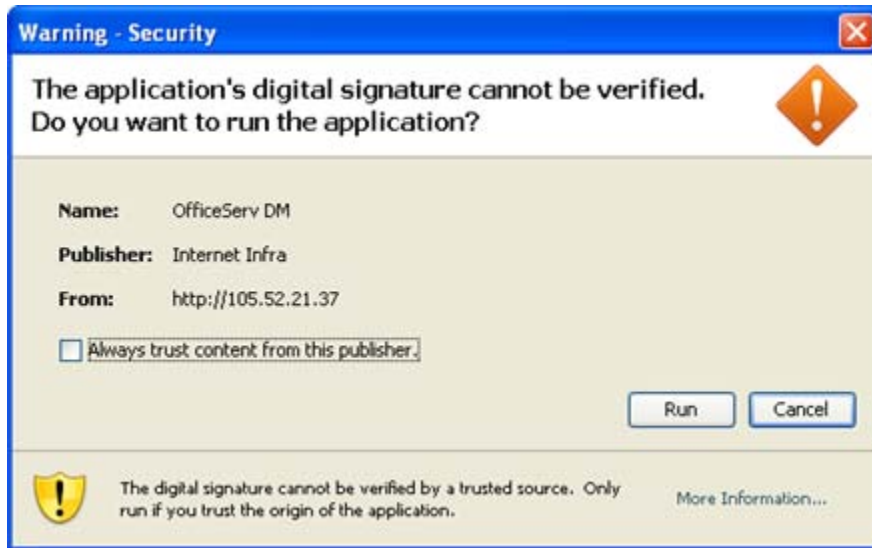 Warning - Security
The application's digital signature cannot be verified.
Do you want to run the application?
Name: OfficeServ DM
Publisher: Internet Infra
From: http://105.52.21.37
Always trust content from this publisher.
Run Cancel
The digital signature cannot be verified by a trusted source. Only
run if you trust the origin of the application.
More Information...